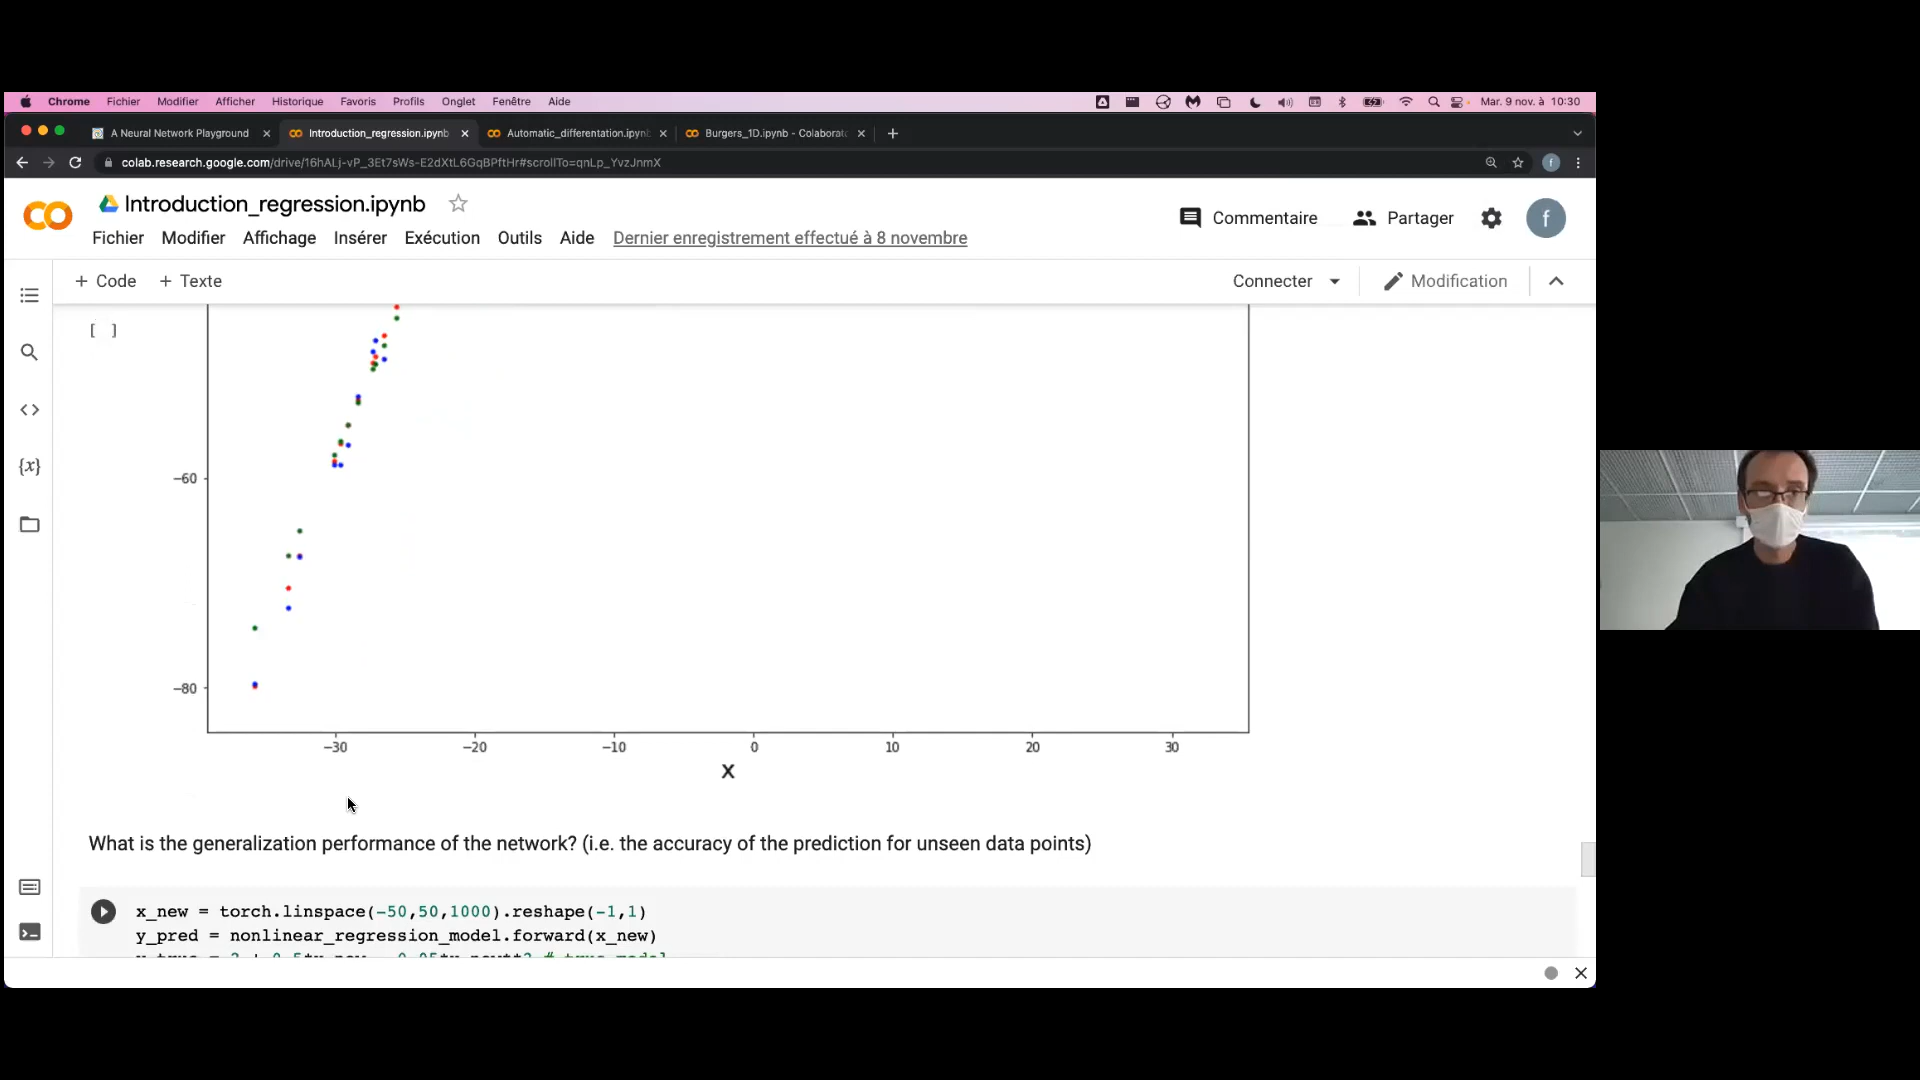 Chrome Fichier Modifier Afficher Historique Favoris Profils Onglet Fenêtre Aide Mar. 9 nov. à 10:30
A Neural Network Playground Introduction_regression.ipynb Automatic_differentation.ipynb Burgers_1D.ipynb - Colaborato
colab.research.google.com/drive/16hALj-vP_3Et7sWs-E2dXtL6GqBPftHr#scrollTo=qnLp_YvzJnmX
Introduction_regression.ipynb
Commentaire Partager f
Fichier Modifier Affichage Insérer Exécution Outils Aide Dernier enregistrement effectué à 8 novembre
+ Code + Texte Connecter Modification
[ ]
−60
−80
−30 −20 −10 0 10 20 30
X
What is the generalization performance of the network? (i.e. the accuracy of the prediction for unseen data points)
x_new = torch.linspace(-50,50,1000).reshape(-1,1)
y_pred = nonlinear_regression_model.forward(x_new)